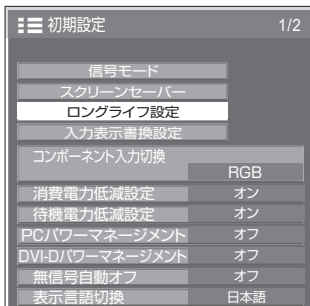 初期設定 1/2
信号モード
スクリーンセーバー
ロングライフ設定
入力表示書換設定
コンポーネント入力切換
RGB
消費電力低減設定 オン
待機電力低減設定 オン
PCパワーマネージメント オフ
DVI-Dパワーマネージメント オフ
無信号自動オフ オフ
表示言語切換 日本語